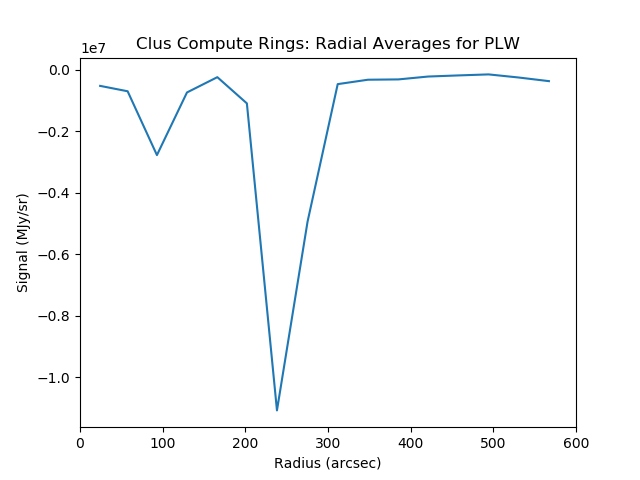 Clus Compute Rings: Radial Averages for PLW
1e7
0.0
−0.2
−0.4
−0.6
−0.8
−1.0
Signal (MJy/sr)
0 100 200 300 400 500 600
Radius (arcsec)